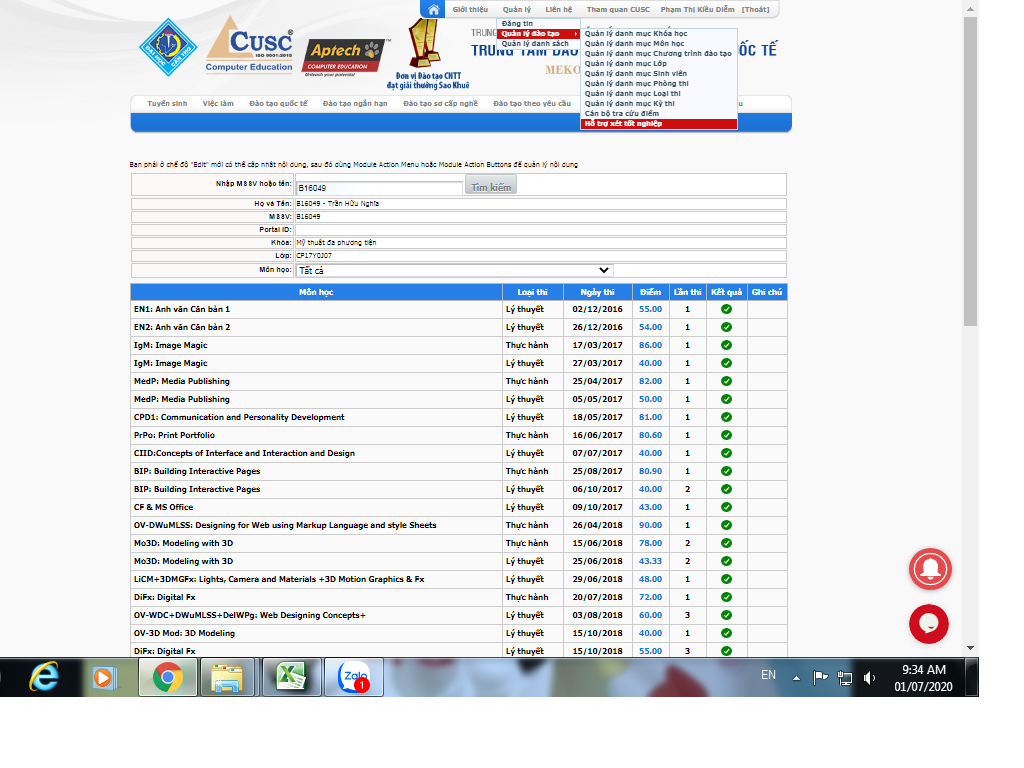 Giới thiệu Quản lý Liên hệ Tham quan CUSC Phạm Thị Kiều Diễm [Thoát]
Đăng tin
Quản lý đào tạo
Quản lý danh sách
Quản lý danh mục Khóa học
Quản lý danh mục Môn học
Quản lý danh mục Chương trình đào tạo
Quản lý danh mục Lớp
Quản lý danh mục Sinh viên
Quản lý danh mục Phòng thi
Quản lý danh mục Loại thi
Quản lý danh mục Kỳ thi
Cán bộ tra cứu điểm
Hỗ trợ xét tốt nghiệp
ĐẠI HỌC CẦN THƠ
CUSC
ISO 9001:2015
Computer Education
Aptech
COMPUTER EDUCATION
Unleash your potential
Đơn vị Đào tạo CNTT
đạt giải thưởng Sao Khuê
TRUNG
TRUNG TÂM ĐÀO
QUỐC TẾ
MEKO
Tuyển sinh Việc làm Đào tạo quốc tế Đào tạo ngắn hạn Đào tạo sơ cấp nghề Đào tạo theo yêu cầu
Bạn phải ở chế độ "Edit" mới có thể cập nhật nội dung, sau đó dùng Module Action Menu hoặc Module Action Buttons để quản lý nội dung
Nhập MSSV hoặc tên: B16049 Tìm kiếm
Họ và Tên: B16049 - Trần Hữu Nghĩa
MSSV: B16049
Portal ID:
Khóa: Mỹ thuật đa phương tiện
Lớp: CP17Y0J07
Môn học: Tất cả
Môn học Loại thi Ngày thi Điểm Lần thi Kết quả Ghi chú
EN1: Anh văn Căn bản 1 Lý thuyết 02/12/2016 55.00 1
EN2: Anh văn Căn bản 2 Lý thuyết 26/12/2016 54.00 1
IgM: Image Magic Thực hành 17/03/2017 86.00 1
IgM: Image Magic Lý thuyết 27/03/2017 40.00 1
MedP: Media Publishing Thực hành 25/04/2017 82.00 1
MedP: Media Publishing Lý thuyết 05/05/2017 50.00 1
CPD1: Communication and Personality Development Lý thuyết 18/05/2017 81.00 1
PrPo: Print Portfolio Thực hành 16/06/2017 80.60 1
CIID:Concepts of Interface and Interaction and Design Lý thuyết 07/07/2017 40.00 1
BIP: Building Interactive Pages Thực hành 25/08/2017 80.90 1
BIP: Building Interactive Pages Lý thuyết 06/10/2017 40.00 2
CF & MS Office Lý thuyết 09/10/2017 43.00 1
OV-DWuMLSS: Designing for Web using Markup Language and style Sheets Thực hành 26/04/2018 90.00 1
Mo3D: Modeling with 3D Thực hành 15/06/2018 78.00 2
Mo3D: Modeling with 3D Lý thuyết 25/06/2018 43.33 2
LiCM+3DMGFx: Lights, Camera and Materials +3D Motion Graphics & Fx Lý thuyết 29/06/2018 48.00 1
DiFx: Digital Fx Thực hành 20/07/2018 72.00 1
OV-WDC+DWuMLSS+DelWPg: Web Designing Concepts+ Lý thuyết 03/08/2018 60.00 3
OV-3D Mod: 3D Modeling Lý thuyết 15/10/2018 40.00 1
DiFx: Digital Fx Lý thuyết 15/10/2018 55.00 3
Zalo
1
EN
9:34 AM
01/07/2020